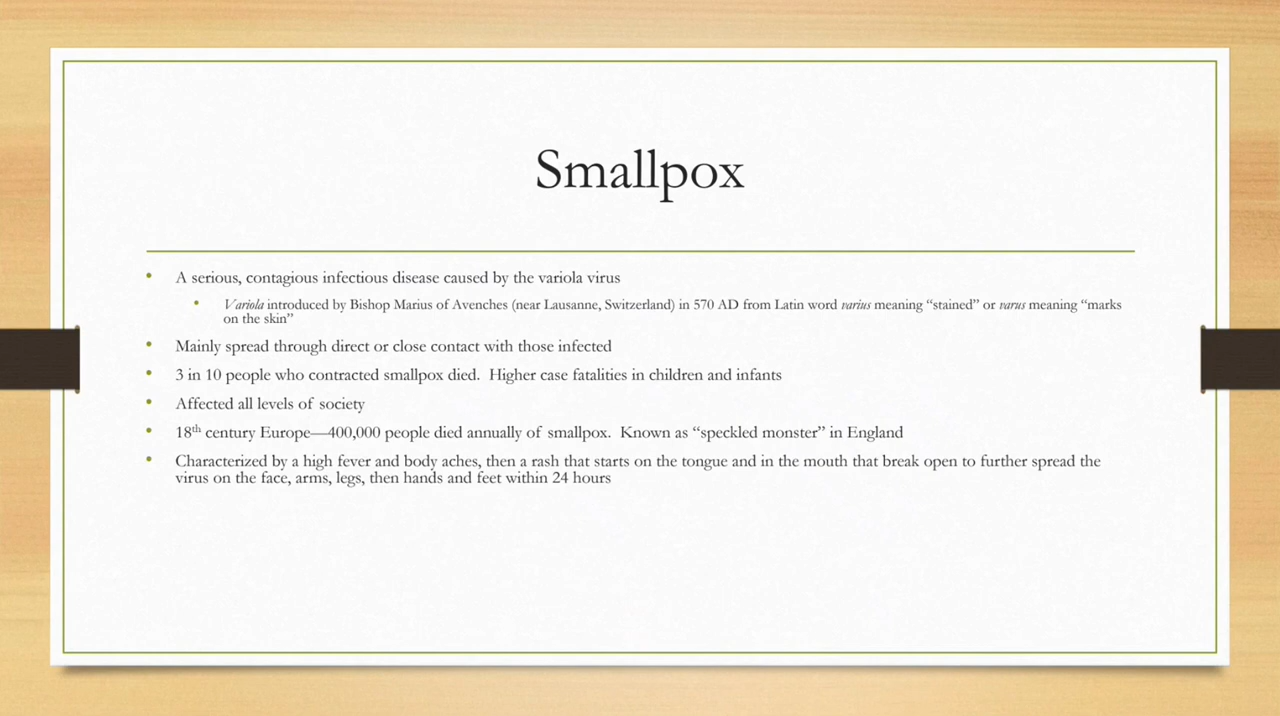 Smallpox
• A serious, contagious infectious disease caused by the variola virus
• Variola introduced by Bishop Marius of Avenches (near Lausanne, Switzerland) in 570 AD from Latin word varius meaning “stained” or varus meaning “marks
on the skin”
• Mainly spread through direct or close contact with those infected
• 3 in 10 people who contracted smallpox died.  Higher case fatalities in children and infants
• Affected all levels of society
• 18th century Europe—400,000 people died annually of smallpox.  Known as “speckled monster” in England
• Characterized by a high fever and body aches, then a rash that starts on the tongue and in the mouth that break open to further spread the
virus on the face, arms, legs, then hands and feet within 24 hours